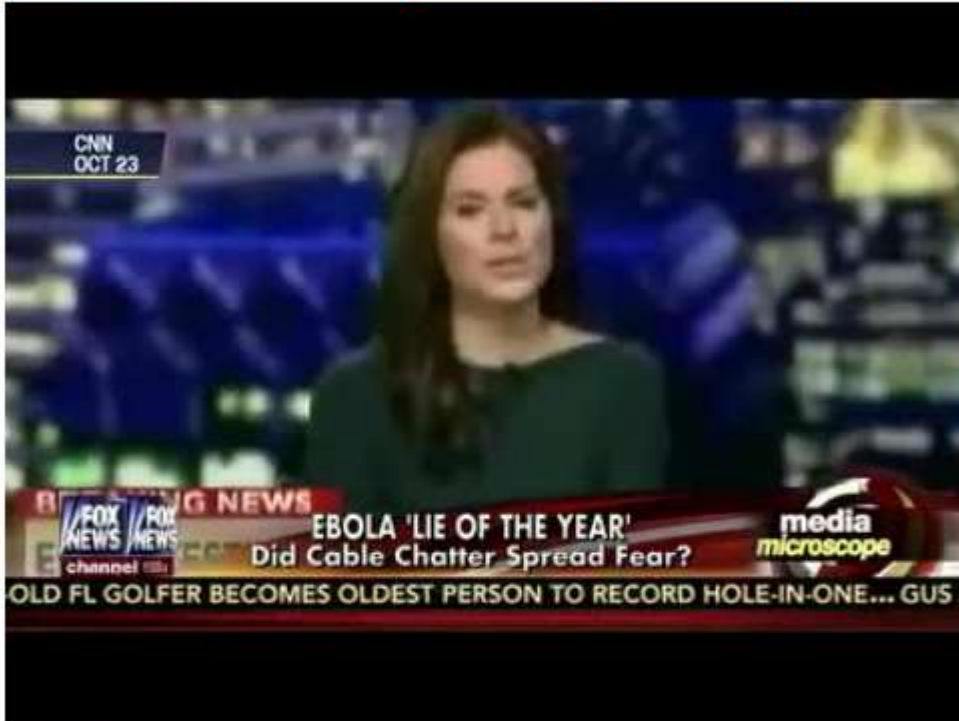 CNN
OCT 23
NEWS
FOX
NEWS
channel
FOX
NEWS
EBOLA 'LIE OF THE YEAR'
Did Cable Chatter Spread Fear?
media
microscope
-OLD FL GOLFER BECOMES OLDEST PERSON TO RECORD HOLE-IN-ONE... GUS